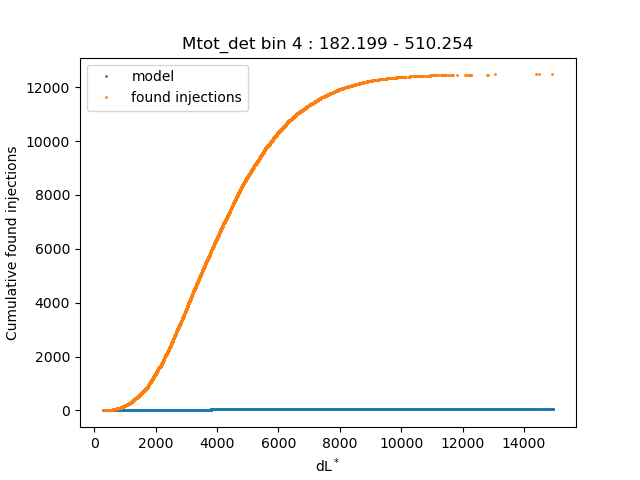 Mtot_det bin 4 : 182.199 - 510.254
model
found injections
Cumulative found injections
12000
10000
8000
6000
4000
2000
0
0 2000 4000 6000 8000 10000 12000 14000
dL*